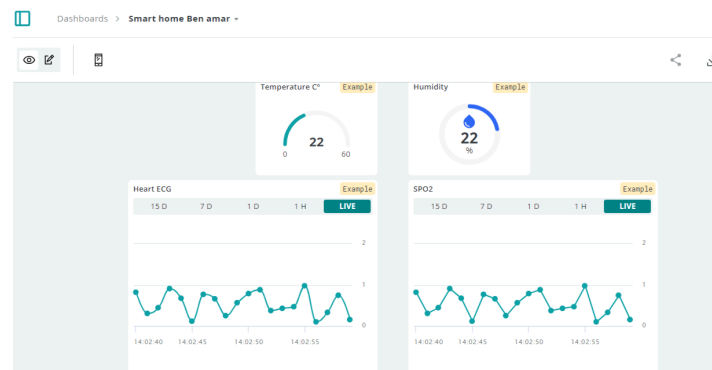 Dashboards > Smart home Ben amar
Temperature C° Example
22
0 60
Humidity Example
22
%
Heart ECG Example
15 D 7 D 1 D 1 H LIVE
2
1
0
14:02:40 14:02:45 14:02:50 14:02:55
SPO2 Example
15 D 7 D 1 D 1 H LIVE
2
1
0
14:02:40 14:02:45 14:02:50 14:02:55